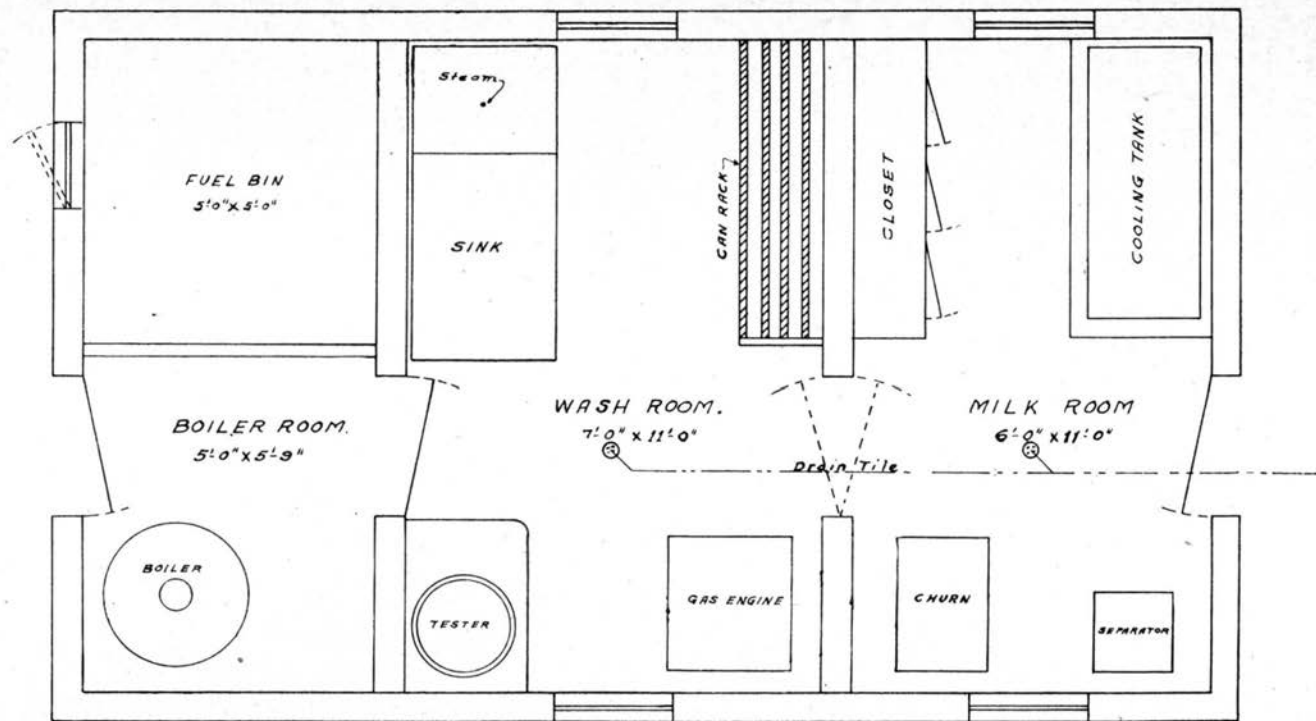 Steam
FUEL BIN
5'-0" X 5'-0"
SINK
CAN RACK
CLOSET
COOLING TANK
BOILER ROOM.
5'-0" X 5'-9"
WASH ROOM.
7'-0" X 11'-0"
MILK ROOM
6'-0" X 11'-0"
Drain Tile
BOILER
TESTER
GAS ENGINE
CHURN
SEPARATOR